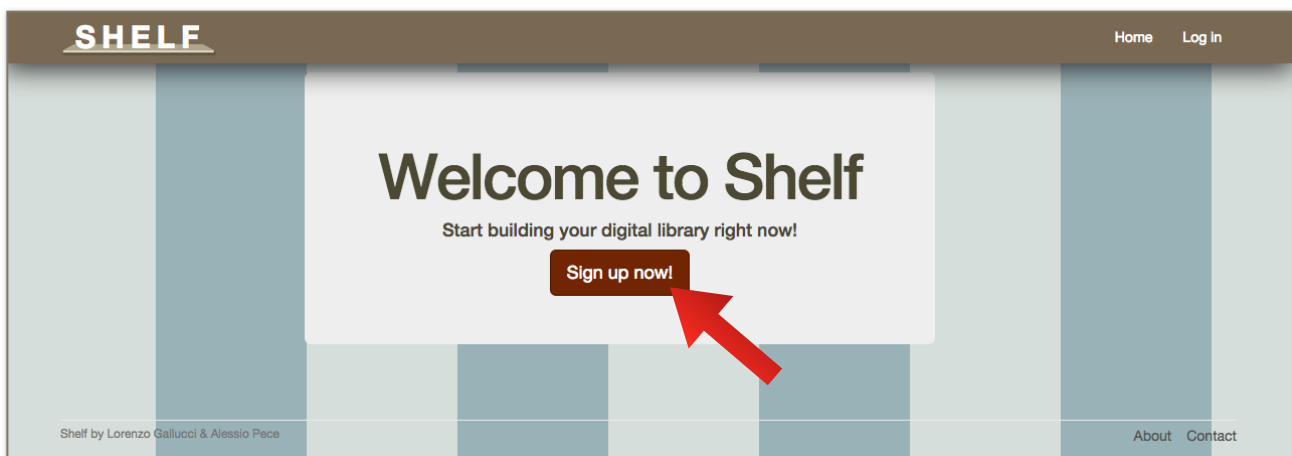 SHELF
Home Log in
Welcome to Shelf
Start building your digital library right now!
Sign up now!
Shelf by Lorenzo Gallucci & Alessio Pece
About Contact